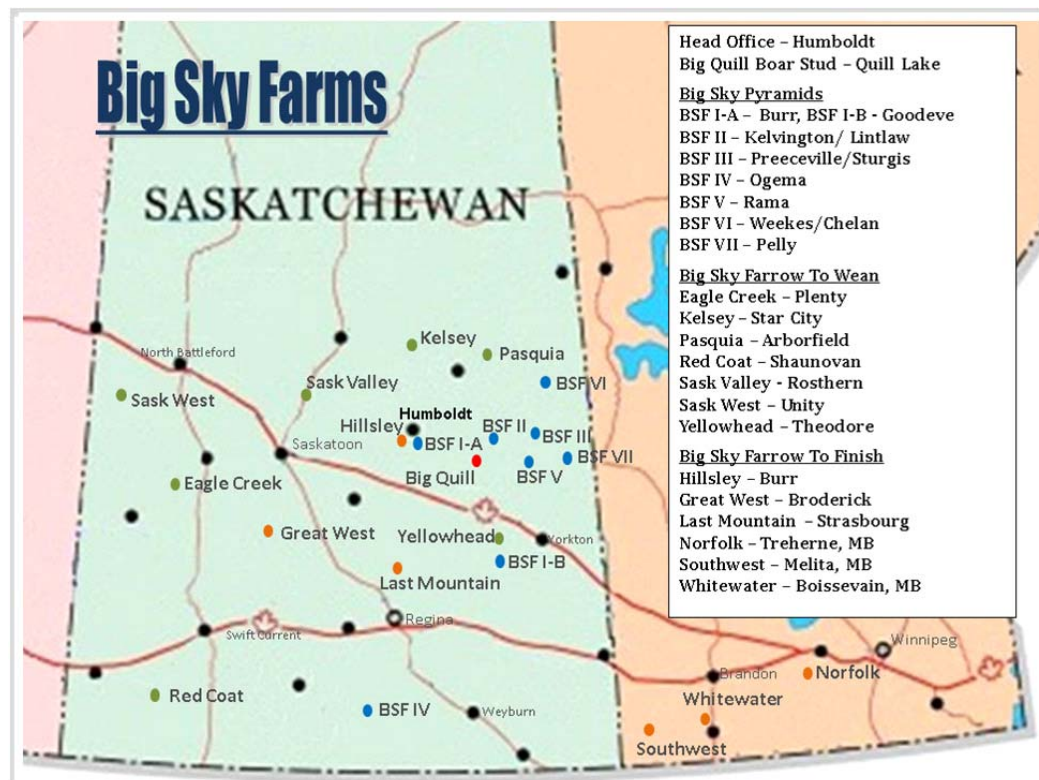 Big Sky Farms
SASKATCHEWAN
Head Office – Humboldt
Big Quill Boar Stud – Quill Lake
Big Sky Pyramids
BSF I-A – Burr, BSF I-B - Goodeve
BSF II – Kelvington/ Lintlaw
BSF III – Preeceville/Sturgis
BSF IV – Ogema
BSF V – Rama
BSF VI – Weekes/Chelan
BSF VII – Pelly
Big Sky Farrow To Wean
Eagle Creek – Plenty
Kelsey – Star City
Pasquia – Arborfield
Red Coat – Shaunovan
Sask Valley - Rosthern
Sask West – Unity
Yellowhead – Theodore
Big Sky Farrow To Finish
Hillsley – Burr
Great West – Broderick
Last Mountain – Strasbourg
Norfolk – Treherne, MB
Southwest – Melita, MB
Whitewater – Boissevain, MB
Kelsey
North Battleford
Pasquia
Sask Valley
BSF VI
Sask West
Humboldt
Hillsley
BSF II
BSF III
Saskatoon
BSF I-A
BSF VII
Big Quill
BSF V
Eagle Creek
Great West
Yellowhead
Yorkton
BSF I-B
Last Mountain
Regina
Swift Current
Winnipeg
Brandon
Norfolk
Red Coat
Whitewater
BSF IV
Weyburn
Southwest